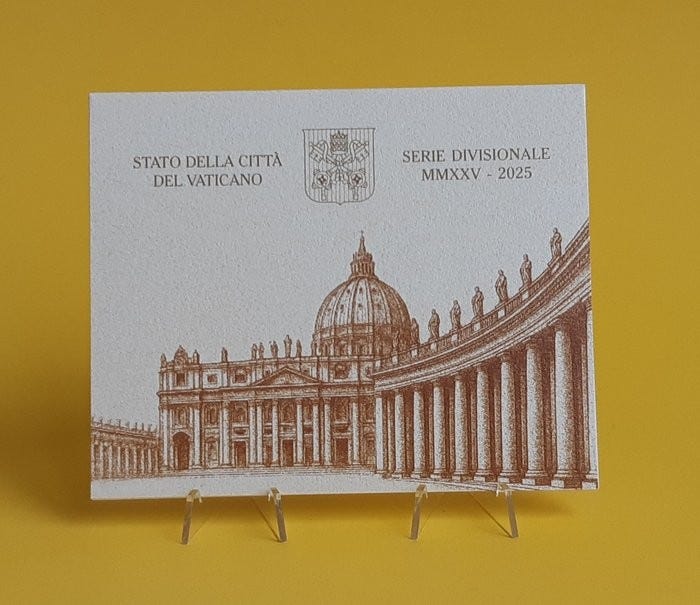 STATO DELLA CITTÀ
DEL VATICANO
SERIE DIVISIONALE
MMXXV - 2025